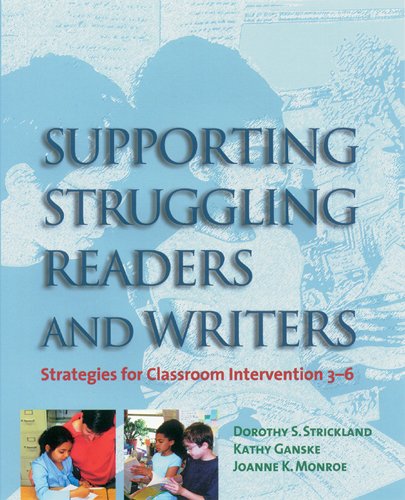 SUPPORTING
STRUGGLING
READERS
AND WRITERS
Strategies for Classroom Intervention 3–6
DOROTHY S. STRICKLAND
KATHY GANSKE
JOANNE K. MONROE